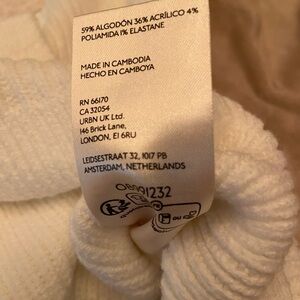 59% ALGODÓN 36% ACRÍLICO 4%
POLIAMIDA 1% ELASTANE
MADE IN CAMBODIA
HECHO EN CAMBOYA
RN 66170
CA 32054
URBN UK Ltd.
146 Brick Lane,
LONDON, E1 6RU
LEIDSESTRAAT 32, 1017 PB
AMSTERDAM, NETHERLANDS
OU